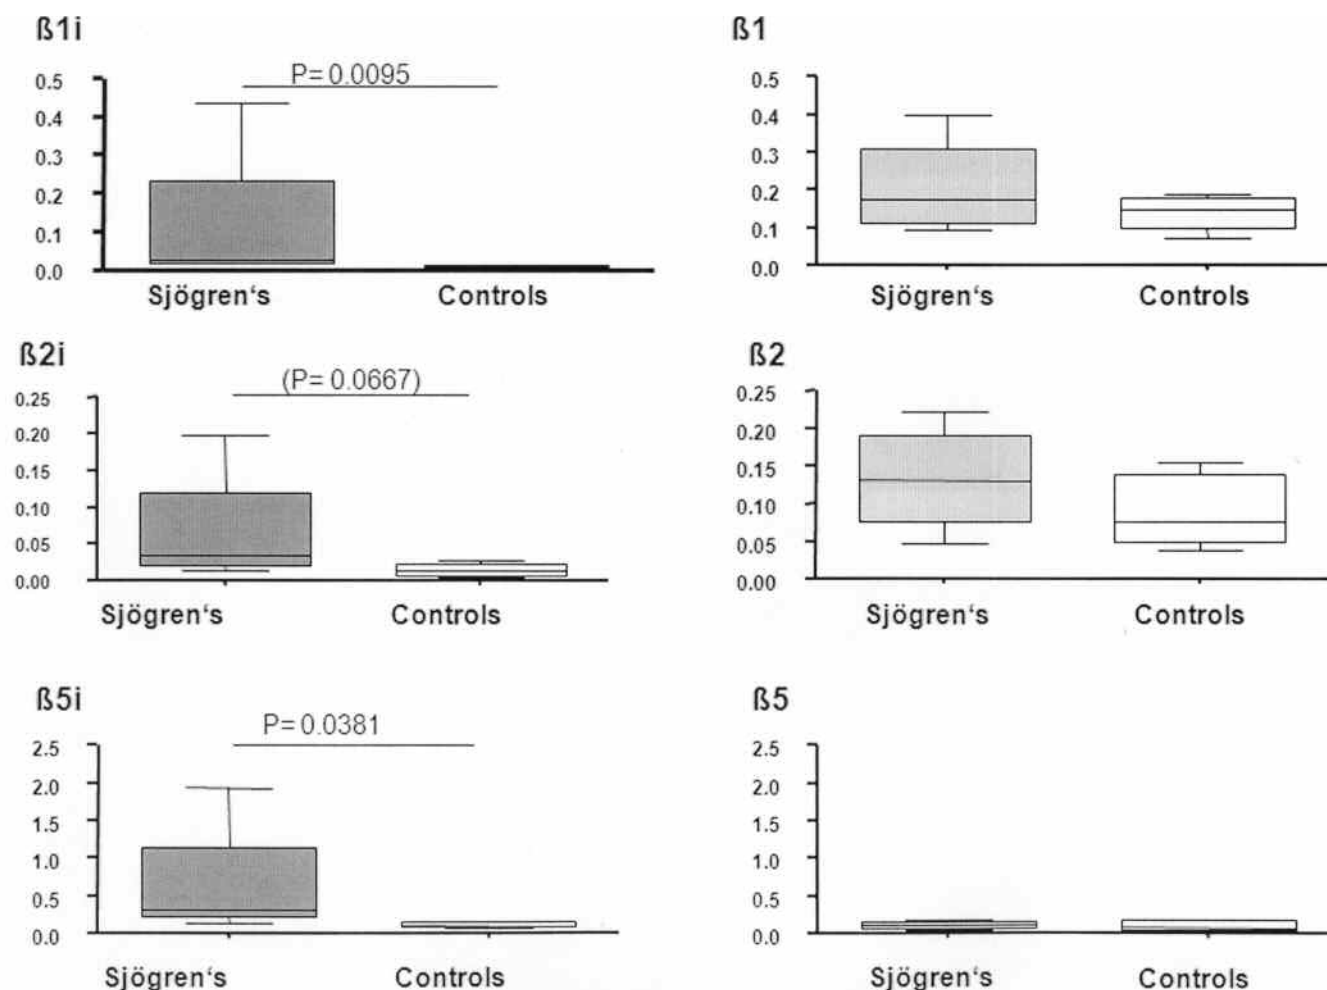 ß1i
P= 0.0095
0.5
0.4
0.3
0.2
0.1
0.0
Sjögren‘s Controls
ß1
0.5
0.4
0.3
0.2
0.1
0.0
Sjögren‘s Controls
ß2i
(P= 0.0667)
0.25
0.20
0.15
0.10
0.05
0.00
Sjögren‘s Controls
ß2
0.25
0.20
0.15
0.10
0.05
0.00
Sjögren‘s Controls
ß5i
P= 0.0381
2.5
2.0
1.5
1.0
0.5
0.0
Sjögren‘s Controls
ß5
2.5
2.0
1.5
1.0
0.5
0.0
Sjögren‘s Controls